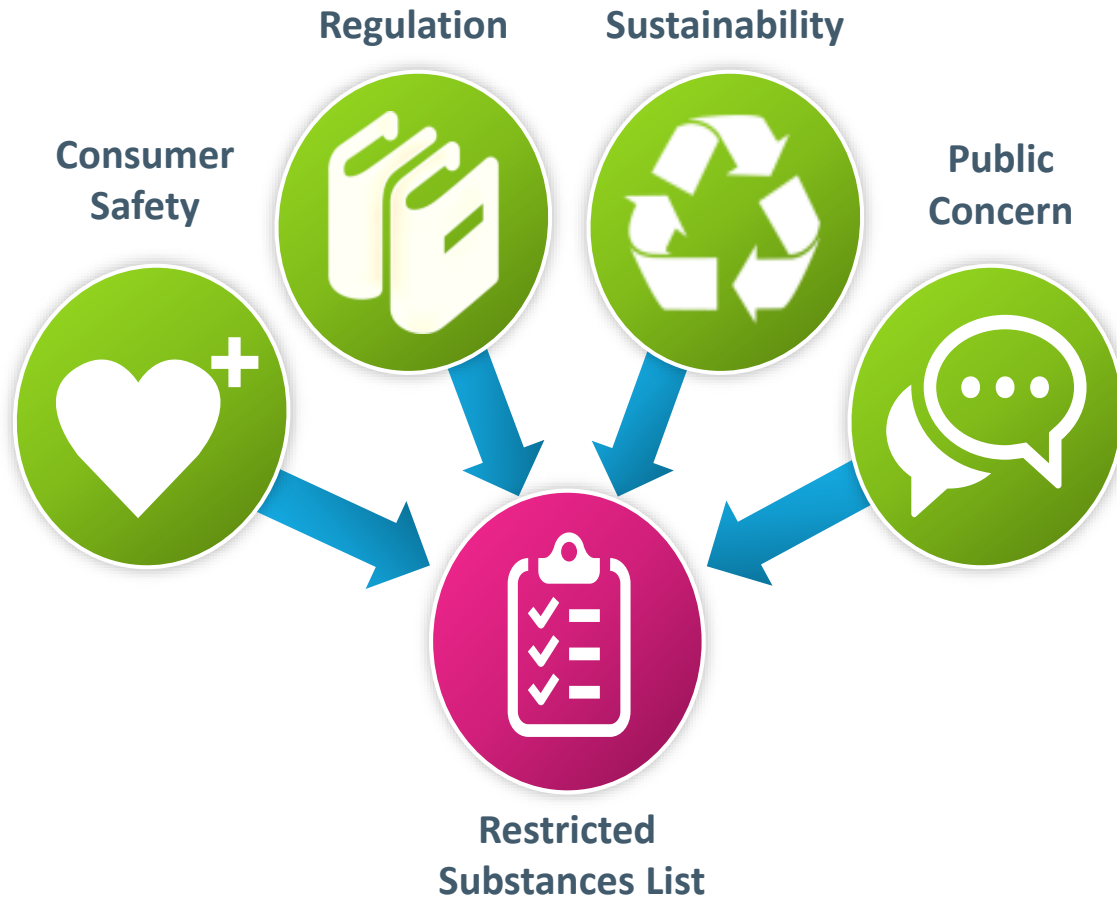 Regulation
Sustainability
Consumer
Safety
Public
Concern
Restricted
Substances List